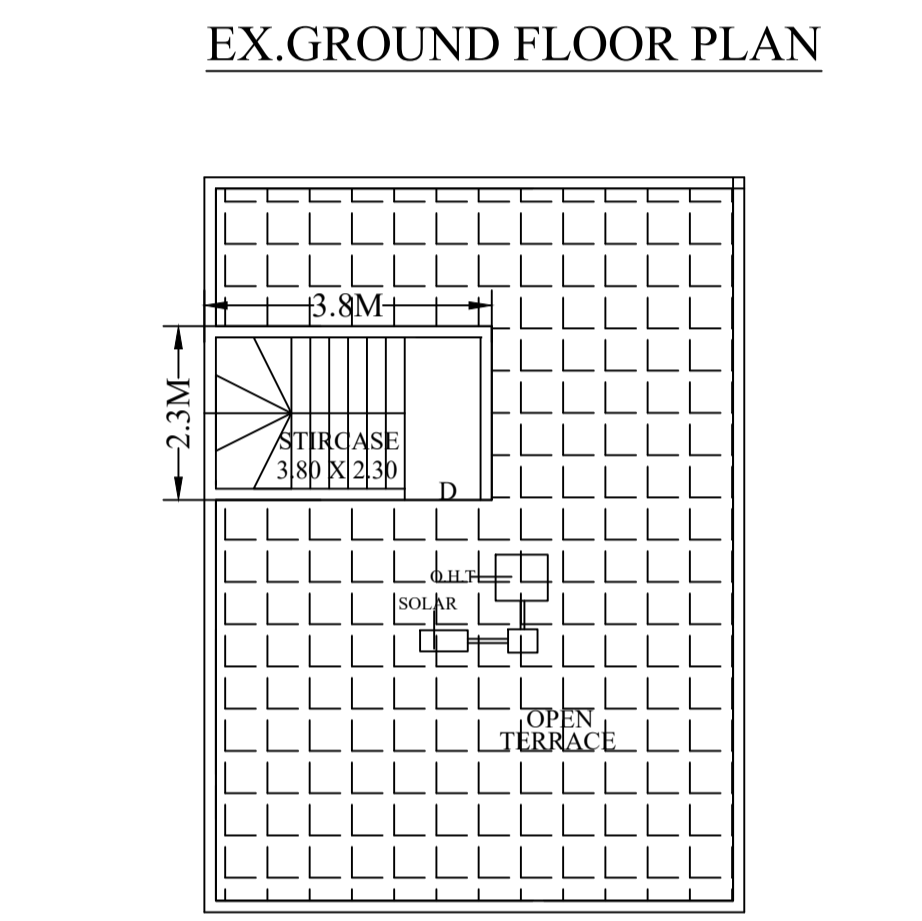 EX.GROUND FLOOR PLAN
3.8M
2.3M
STIRCASE
3.80 X 2.30
D
O.H.T
SOLAR
OPEN
TERRACE